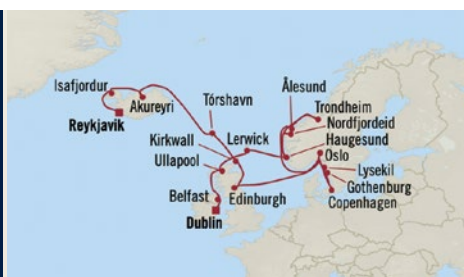 Isafjordur
Akureyri
Reykjavik
Tórshavn
Ålesund
Trondheim
Nordfjordeid
Haugesund
Oslo
Kirkwall
Lerwick
Ullapool
Lysekil
Gothenburg
Belfast
Edinburgh
Copenhagen
Dublin